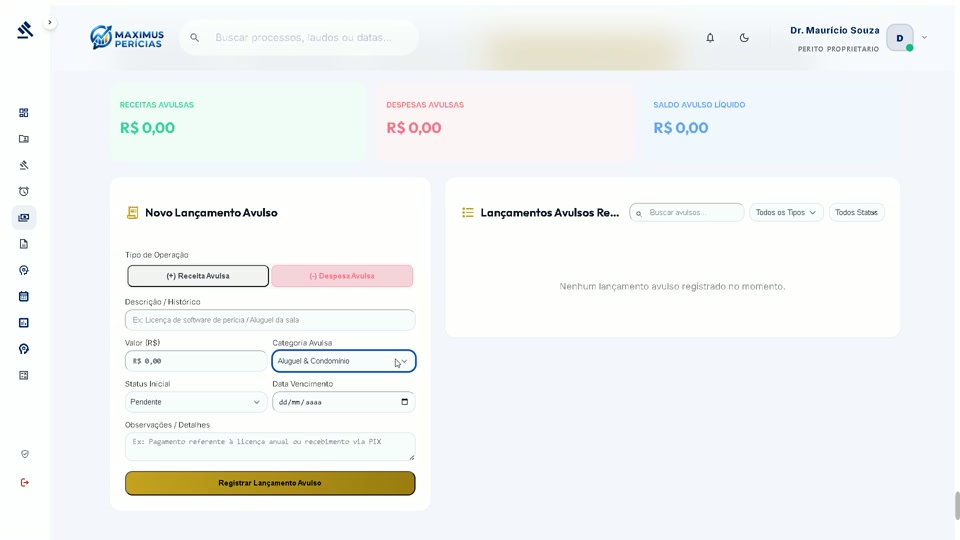 MAXIMUS
PERÍCIAS
Buscar processos, laudos ou datas...
Dr. Maurício Souza
PERITO PROPRIETARIO
D
RECEITAS AVULSAS
R$ 0,00
DESPESAS AVULSAS
R$ 0,00
SALDO AVULSO LÍQUIDO
R$ 0,00
Novo Lançamento Avulso
Tipo de Operação
(+) Receita Avulsa
(-) Despesa Avulsa
Descrição / Histórico
Ex: Licença de software de perícia / Aluguel da sala
Valor (R$)
Categoria Avulsa
R$ 0,00
Aluguel & Condomínio
Status Inicial
Data Vencimento
Pendente
dd/mm/aaaa
Observações / Detalhes
Ex: Pagamento referente à licença anual ou recebimento via PIX
Registrar Lançamento Avulso
Lançamentos Avulsos Re...
Buscar avulsos...
Todos os Tipos
Todos Status
Nenhum lançamento avulso registrado no momento.